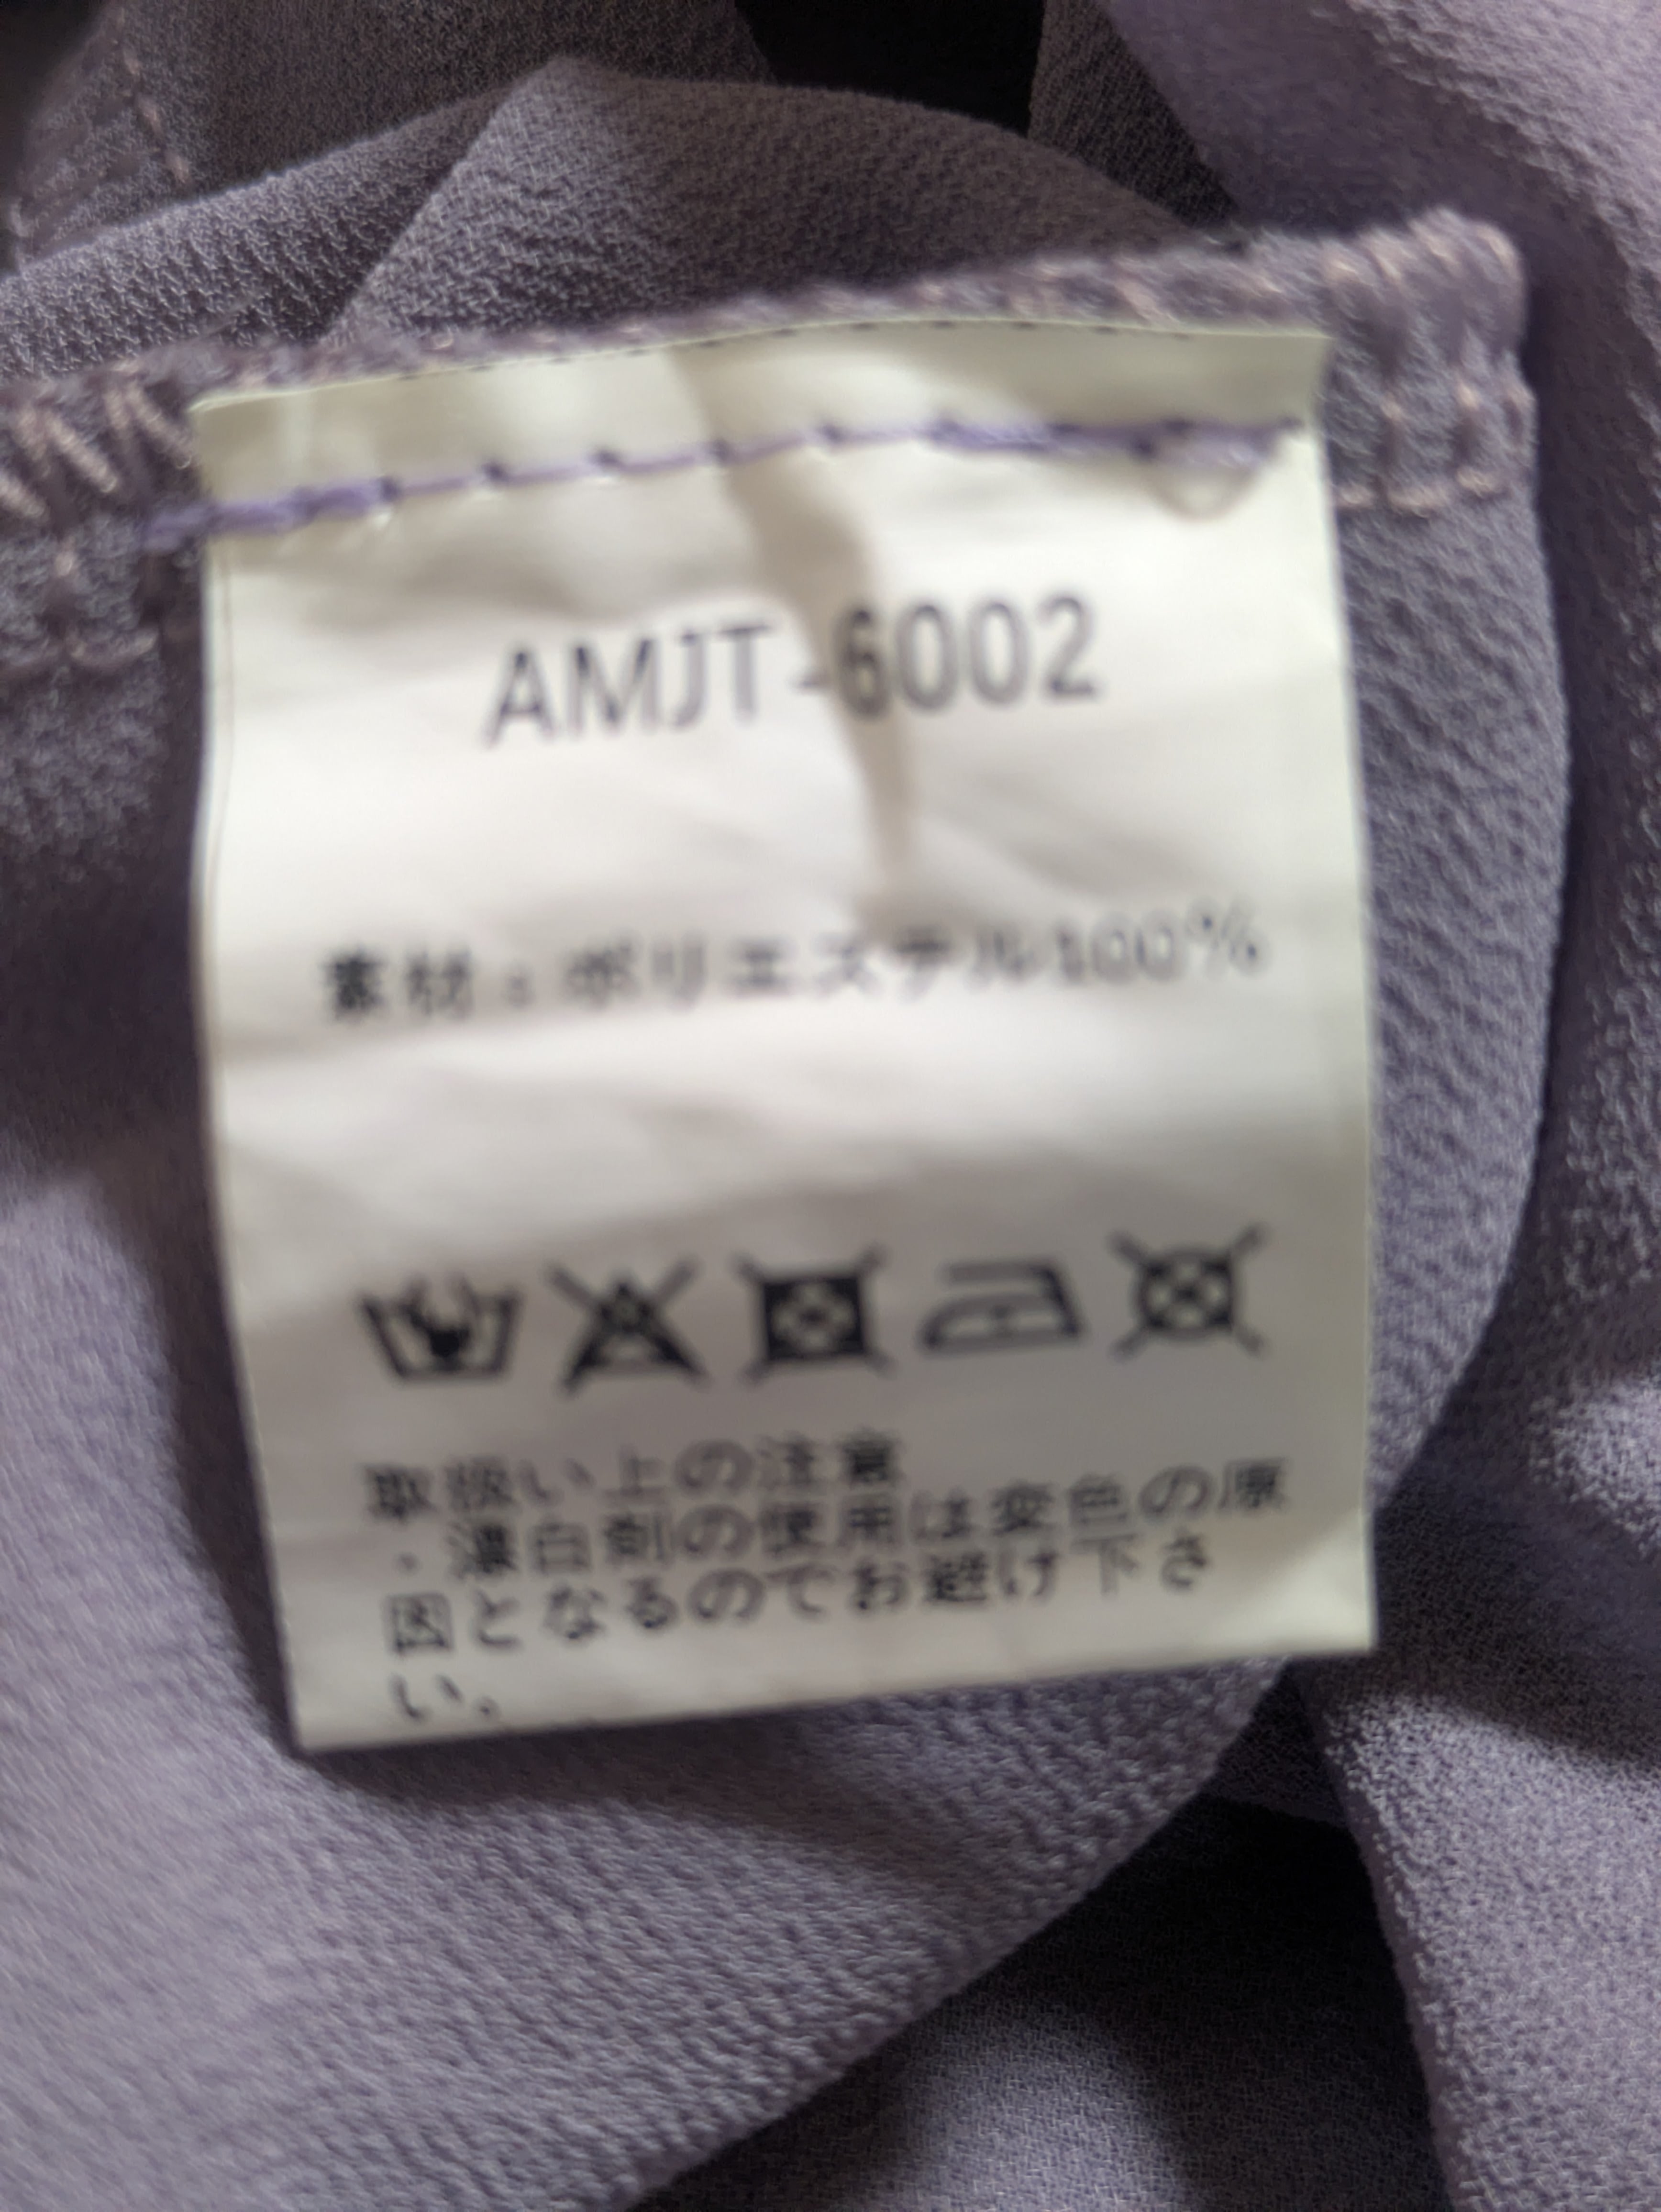 AMJT-6002
素材：ポリエステル100%
取扱い上の注意
・漂白剤の使用は変色の原
因となるのでお避け下さ
い。